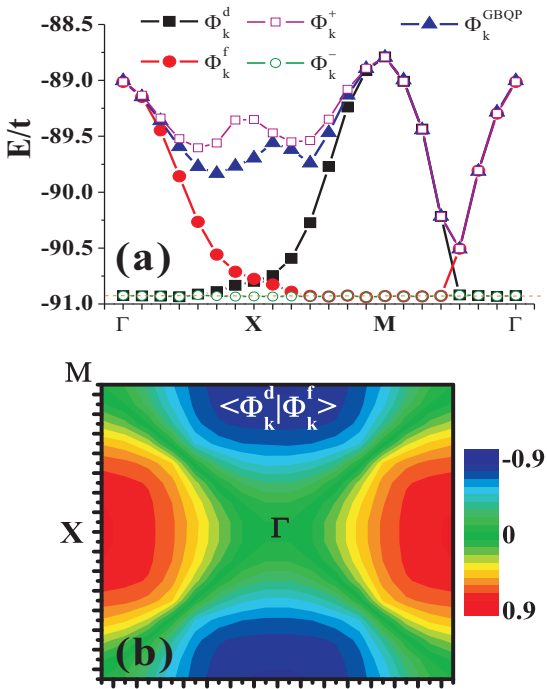 -88.5
-89.0
-89.5
-90.0
-90.5
-91.0
E/t
Φ_k^d Φ_k^+ Φ_k^GBQP
Φ_k^f Φ_k^-
(a)
Γ X M Γ
M
<Φ_k^d|Φ_k^f>
X
Γ
-0.9
0
0.9
(b)